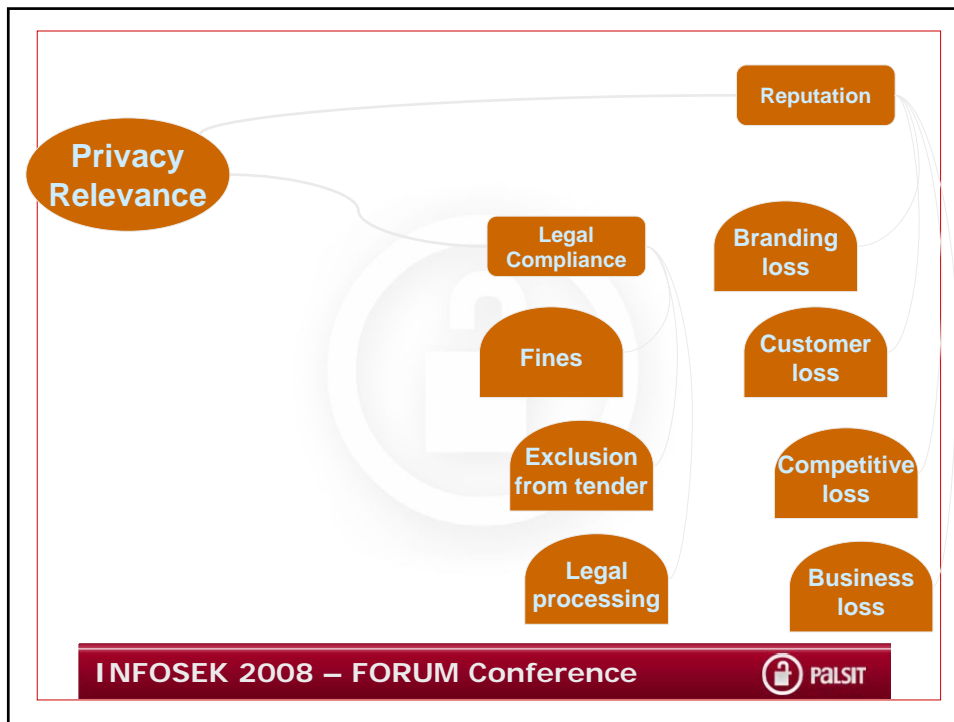 Privacy
Relevance
Reputation
Legal
Compliance
Fines
Exclusion
from tender
Legal
processing
Branding
loss
Customer
loss
Competitive
loss
Business
loss
INFOSEK 2008 – FORUM Conference
PALSIT